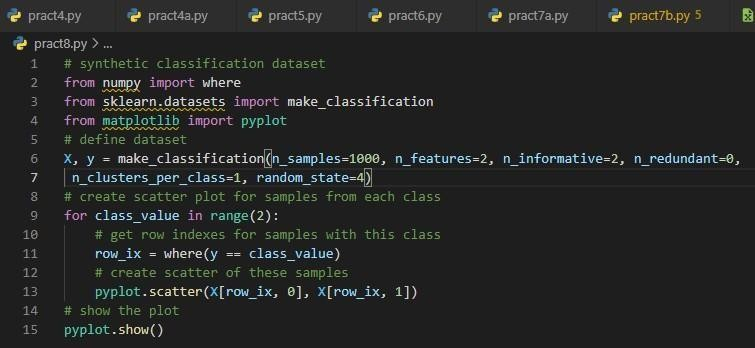 pract4.py pract4a.py pract5.py pract6.py pract7a.py pract7b.py 5
pract8.py > ...
1 # synthetic classification dataset
2 from numpy import where
3 from sklearn.datasets import make_classification
4 from matplotlib import pyplot
5 # define dataset
6 X, y = make_classification(n_samples=1000, n_features=2, n_informative=2, n_redundant=0,
7 n_clusters_per_class=1, random_state=4)
8 # create scatter plot for samples from each class
9 for class_value in range(2):
10 # get row indexes for samples with this class
11 row_ix = where(y == class_value)
12 # create scatter of these samples
13 pyplot.scatter(X[row_ix, 0], X[row_ix, 1])
14 # show the plot
15 pyplot.show()